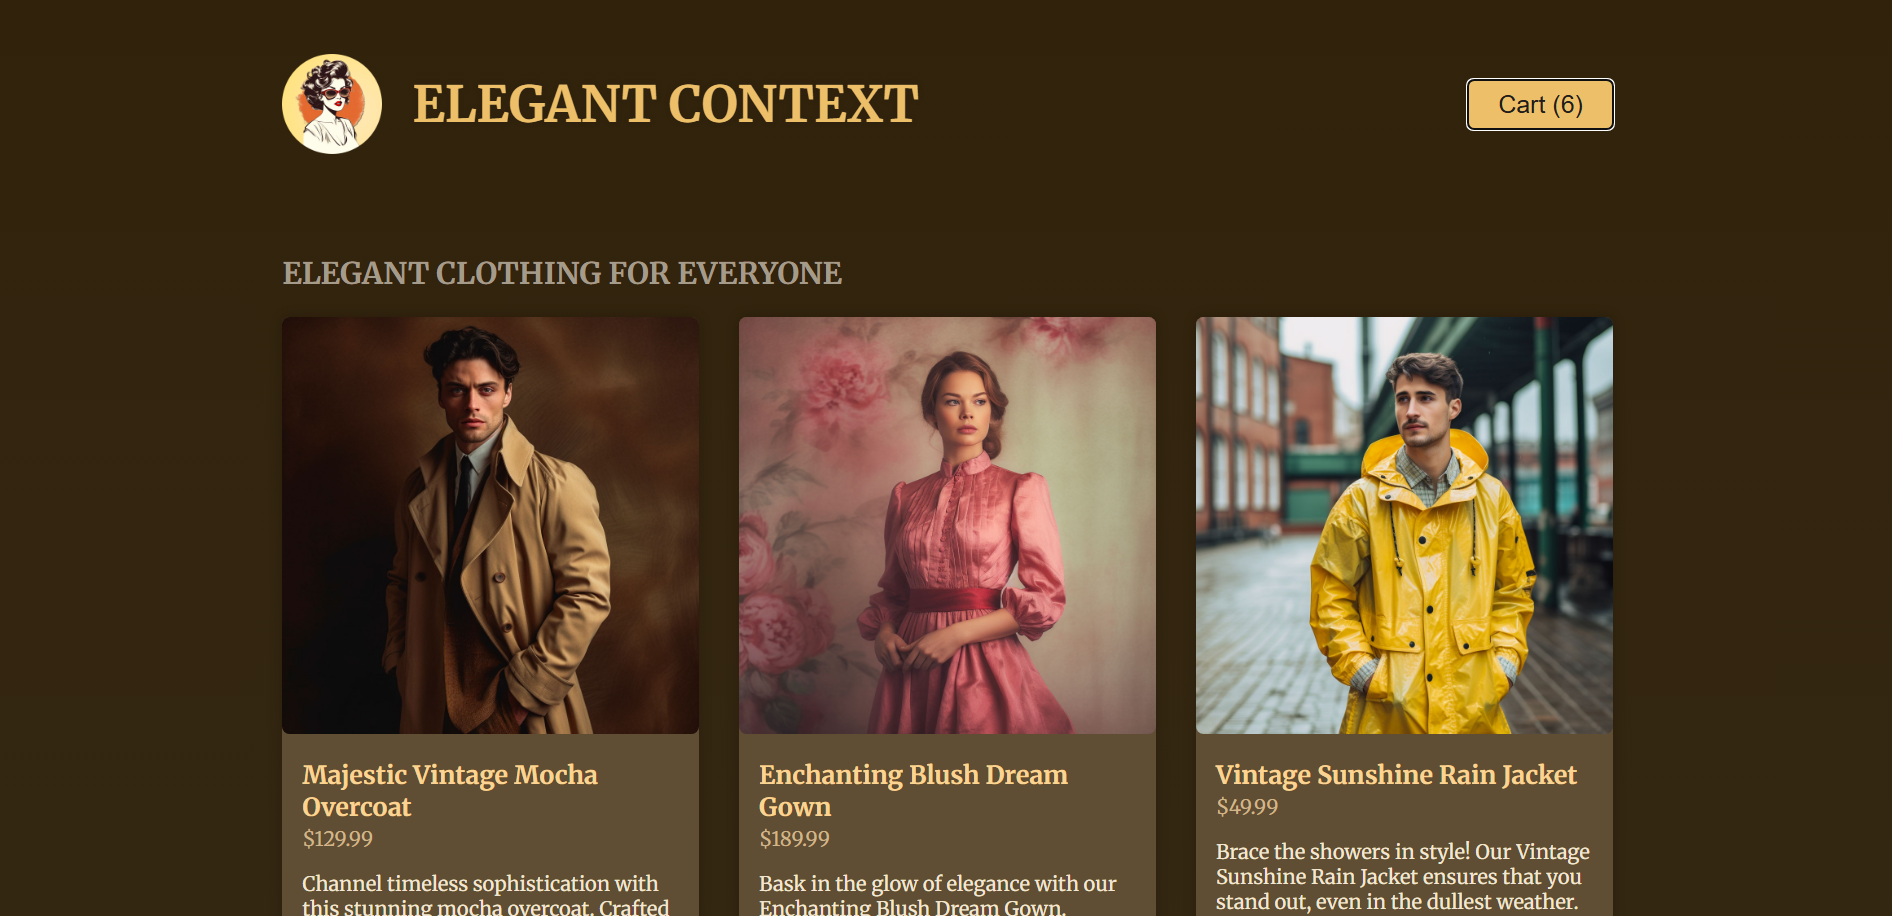 ELEGANT CONTEXT
Cart (6)
ELEGANT CLOTHING FOR EVERYONE
Majestic Vintage Mocha
Overcoat
$129.99
Channel timeless sophistication with
this stunning mocha overcoat. Crafted
Enchanting Blush Dream
Gown
$189.99
Bask in the glow of elegance with our
Enchanting Blush Dream Gown.
Vintage Sunshine Rain Jacket
$49.99
Brace the showers in style! Our Vintage
Sunshine Rain Jacket ensures that you
stand out, even in the dullest weather.